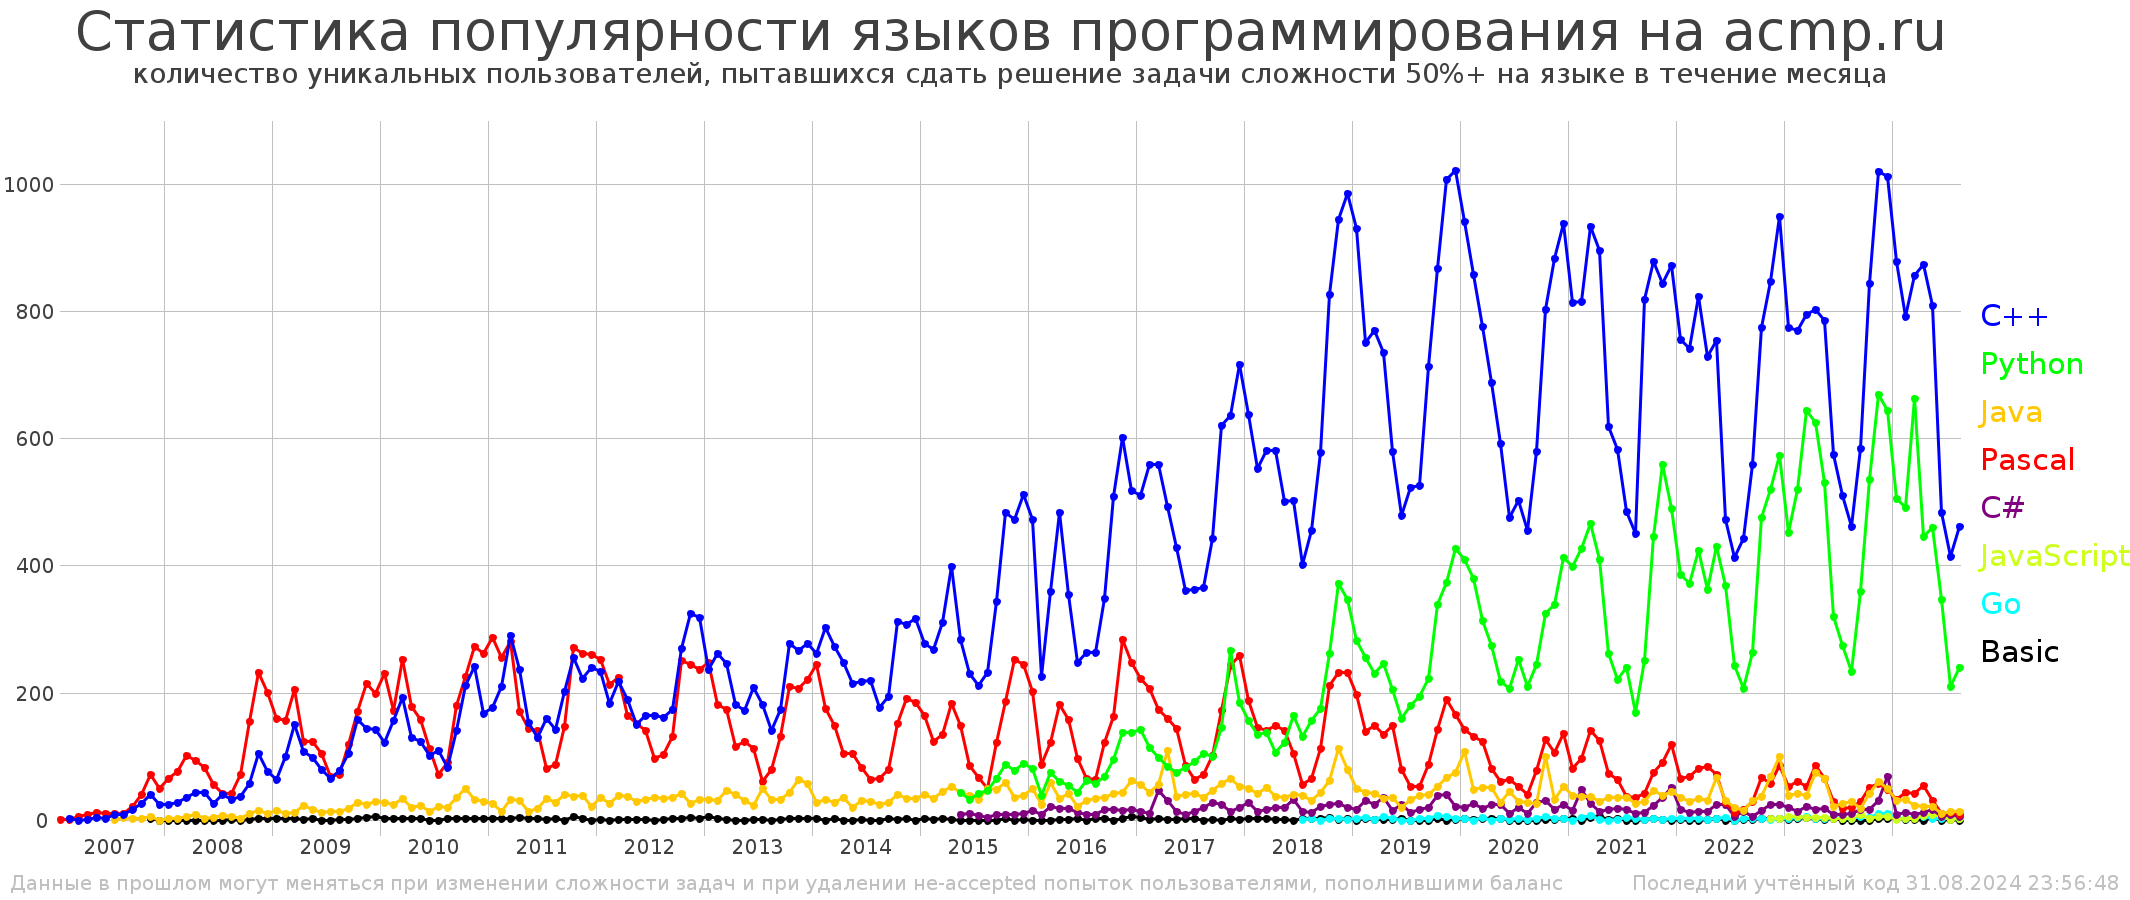 Статистика популярности языков программирования на acmp.ru
количество уникальных пользователей, пытавшихся сдать решение задачи сложности 50%+ на языке в течение месяца
1000
800
600
400
200
0
C++
Python
Java
Pascal
C#
JavaScript
Go
Basic
2007 2008 2009 2010 2011 2012 2013 2014 2015 2016 2017 2018 2019 2020 2021 2022 2023
Данные в прошлом могут меняться при изменении сложности задач и при удалении не-accepted попыток пользователями, пополнившими баланс
Последний учтённый код 31.08.2024 23:56:48